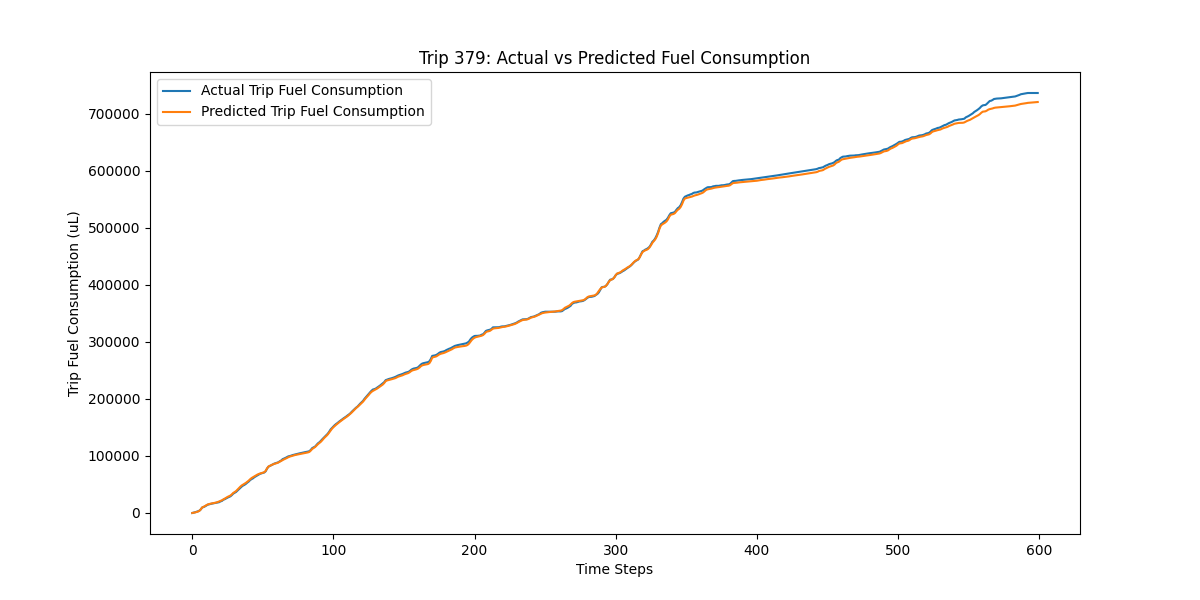 Trip 379: Actual vs Predicted Fuel Consumption
Actual Trip Fuel Consumption
Predicted Trip Fuel Consumption
Trip Fuel Consumption (uL)
700000
600000
500000
400000
300000
200000
100000
0
0 100 200 300 400 500 600
Time Steps